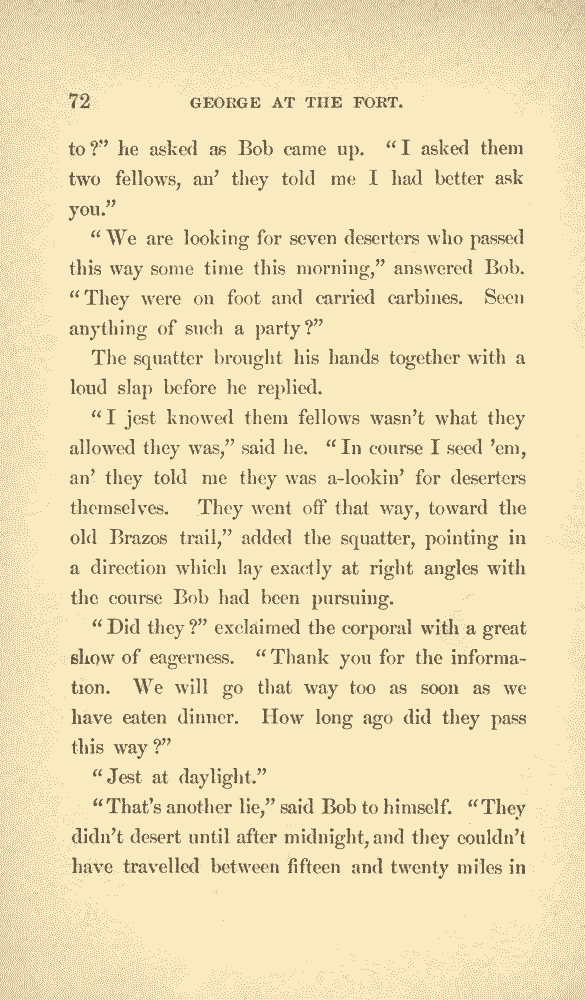 72 GEORGE AT THE FORT.
to?” he asked as Bob came up. “I asked them
two fellows, an’ they told me I had better ask
you.”
“We are looking for seven deserters who passed
this way some time this morning,” answered Bob.
“They were on foot and carried carbines. Seen
anything of such a party?”
The squatter brought his hands together with a
loud slap before he replied.
“I jest knowed them fellows wasn’t what they
allowed they was,” said he. “In course I seed ’em,
an’ they told me they was a-lookin’ for deserters
themselves. They went off that way, toward the
old Brazos trail,” added the squatter, pointing in
a direction which lay exactly at right angles with
the course Bob had been pursuing.
“Did they?” exclaimed the corporal with a great
show of eagerness. “Thank you for the informa-
tion. We will go that way too as soon as we
have eaten dinner. How long ago did they pass
this way?”
“Jest at daylight.”
“That’s another lie,” said Bob to himself. “They
didn’t desert until after midnight, and they couldn’t
have travelled between fifteen and twenty miles in